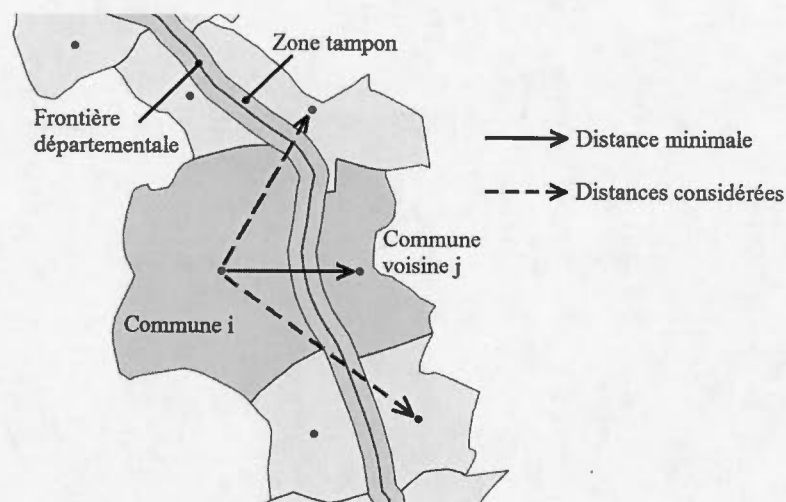 Zone tampon
Frontière
départementale
Distance minimale
Distances considérées
Commune
voisine j
Commune i